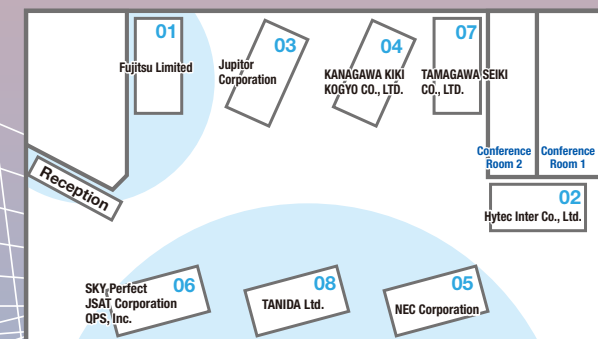 01
Fujitsu Limited
03
Jupitor
Corporation
04
KANAGAWA KIKI
KOGYO CO., LTD.
07
TAMAGAWA SEIKI
CO., LTD.
Conference
Room 2
Conference
Room 1
Reception
02
Hytec Inter Co., Ltd.
06
SKY Perfect
JSAT Corporation
QPS, Inc.
08
TANIDA Ltd.
05
NEC Corporation